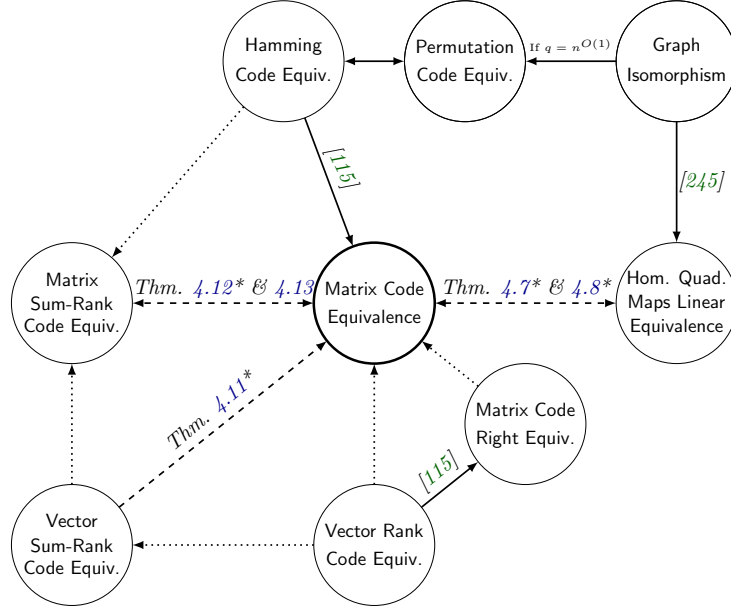 Hamming
Code Equiv.
Permutation
Code Equiv.
If q = n^{O(1)}
Graph
Isomorphism
[115]
[245]
Matrix
Sum-Rank
Code Equiv.
Thm. 4.12* & 4.13
Matrix Code
Equivalence
Thm. 4.7* & 4.8*
Hom. Quad.
Maps Linear
Equivalence
Thm. 4.11*
Matrix Code
Right Equiv.
[115]
Vector
Sum-Rank
Code Equiv.
Vector Rank
Code Equiv.